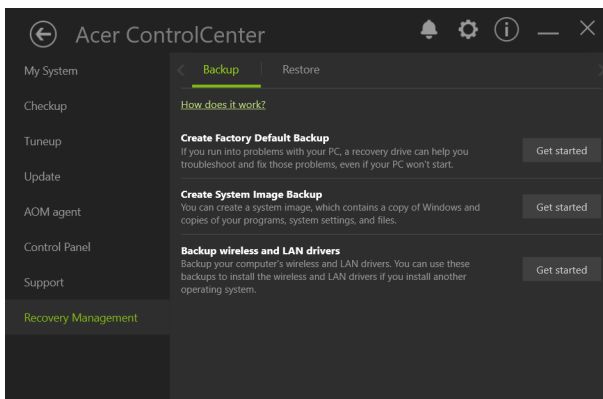 Acer ControlCenter
My System
Checkup
Tuneup
Update
AOM agent
Control Panel
Support
Recovery Management
Backup
Restore
How does it work?
Create Factory Default Backup
If you run into problems with your PC, a recovery drive can help you
troubleshoot and fix those problems, even if your PC won't start.
Get started
Create System Image Backup
You can create a system image, which contains a copy of Windows and
copies of your programs, system settings, and files.
Get started
Backup wireless and LAN drivers
Backup your computer's wireless and LAN drivers. You can use these
backups to install the wireless and LAN drivers if you install another
operating system.
Get started